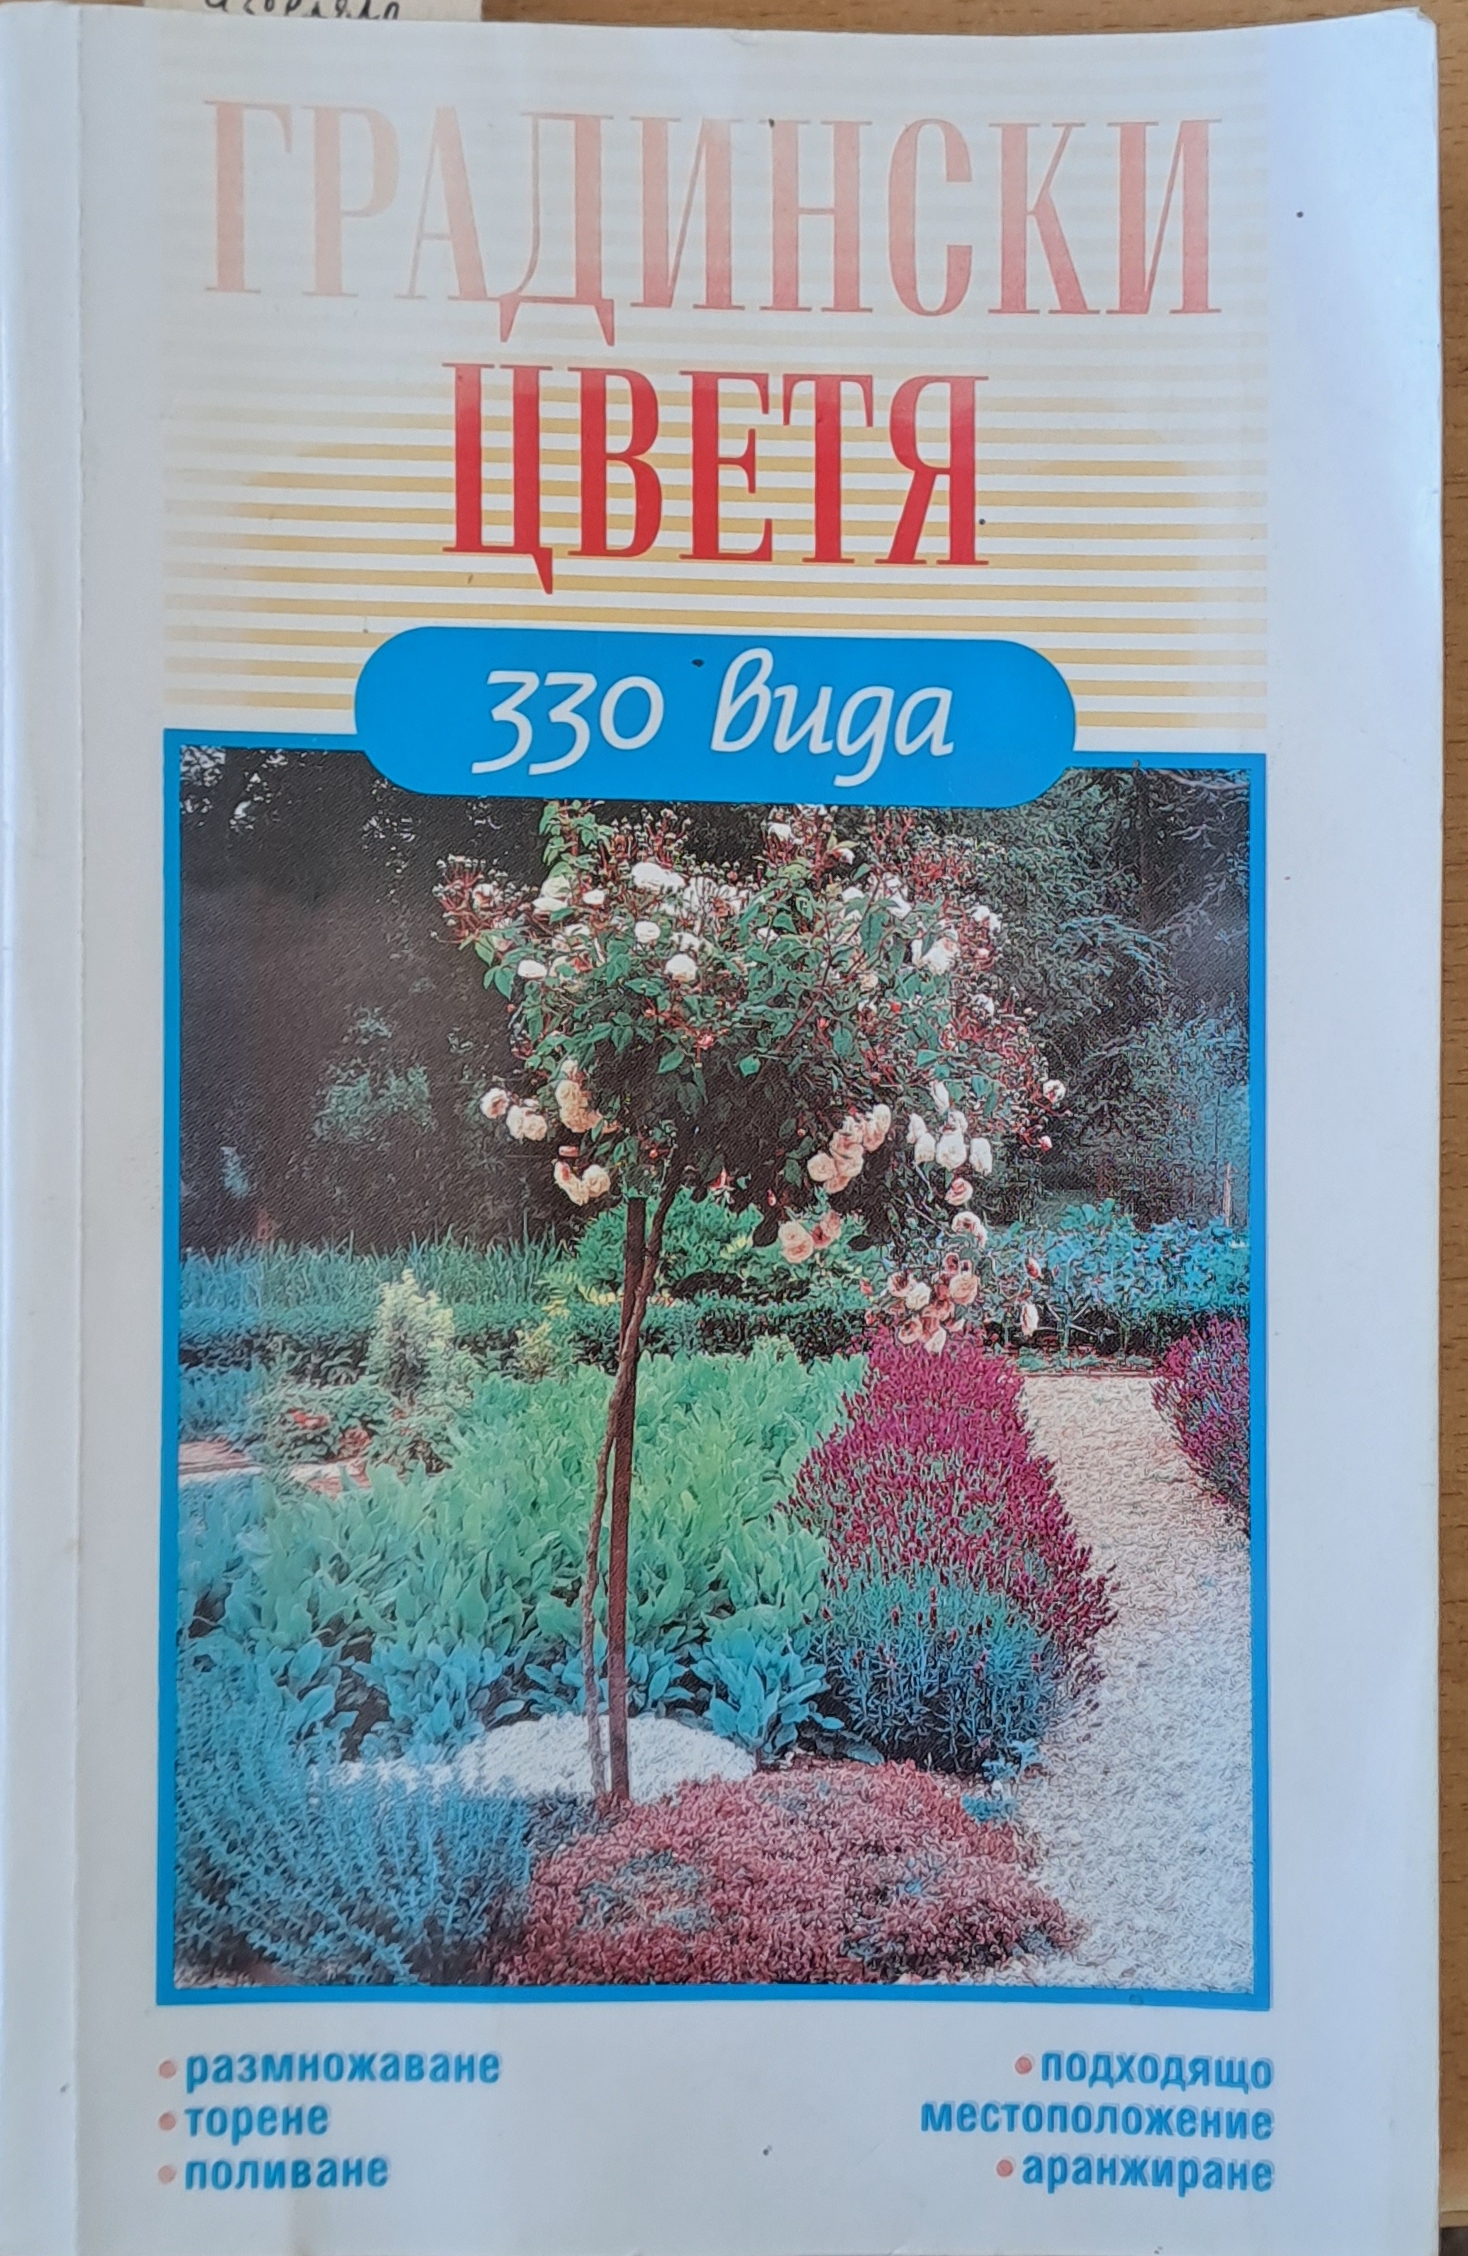 ГРАДИНСКИ
ЦВЕТЯ
330 вида
• размножаване
• торене
• поливане
• подходящо
местоположение
• аранжиране